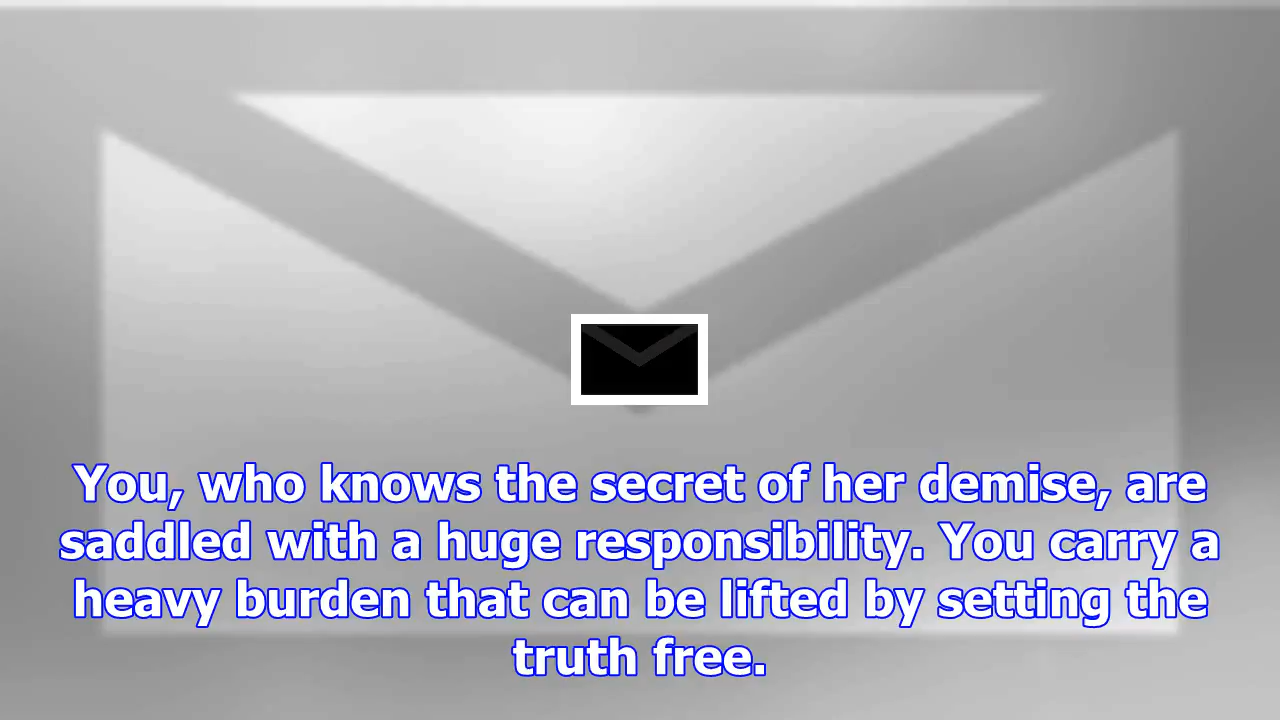 You, who knows the secret of her demise, are
saddled with a huge responsibility. You carry a
heavy burden that can be lifted by setting the
truth free.